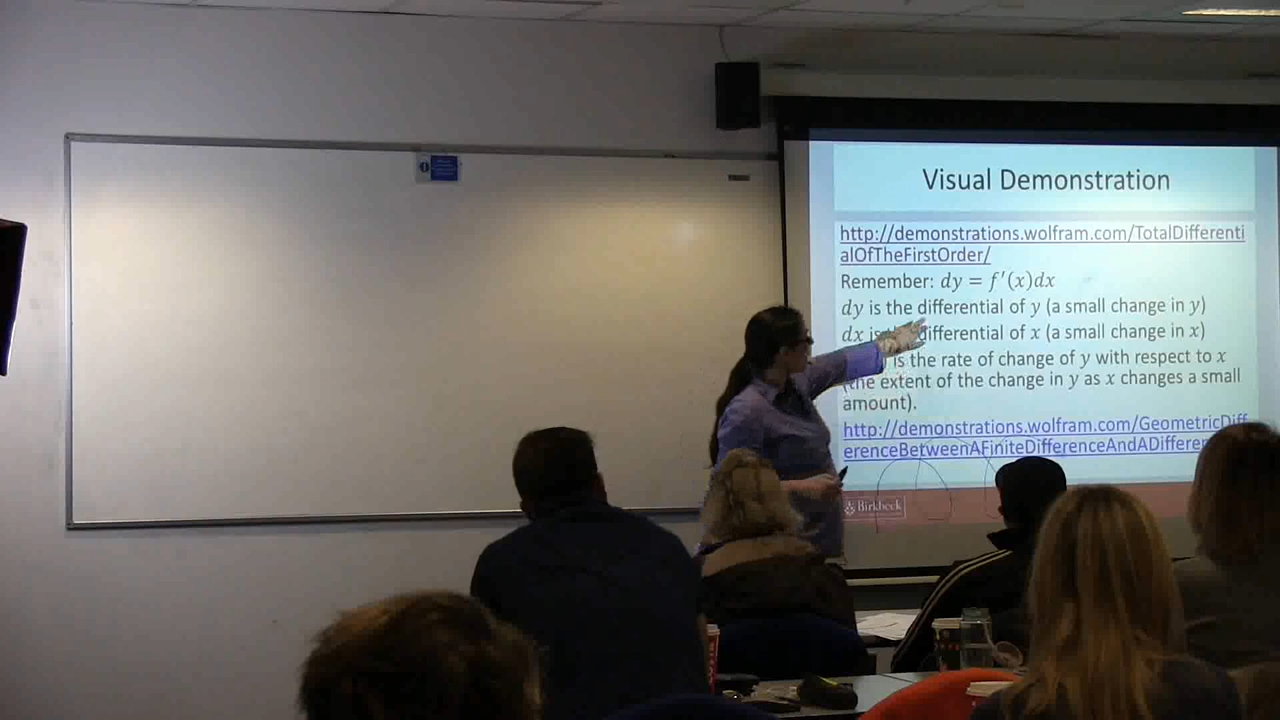 Visual Demonstration
http://demonstrations.wolfram.com/TotalDifferenti
alOfTheFirstOrder/
Remember: dy = f′(x)dx
dy is the differential of y (a small change in y)
dx is differential of x (a small change in x)
is the rate of change of y with respect to x
(the extent of the change in y as x changes a small
amount).
http://demonstrations.wolfram.com/GeometricDiff
erenceBetweenAFiniteDifferenceAndADifferen
Birkbeck